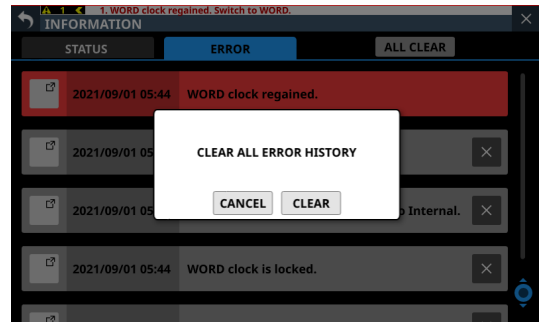 1 1. WORD clock regained. Switch to WORD.
INFORMATION
STATUS ERROR ALL CLEAR
2021/09/01 05:44 WORD clock regained.
2021/09/01 05
CLEAR ALL ERROR HISTORY
CANCEL CLEAR
2021/09/01 05 Internal.
2021/09/01 05:44 WORD clock is locked.